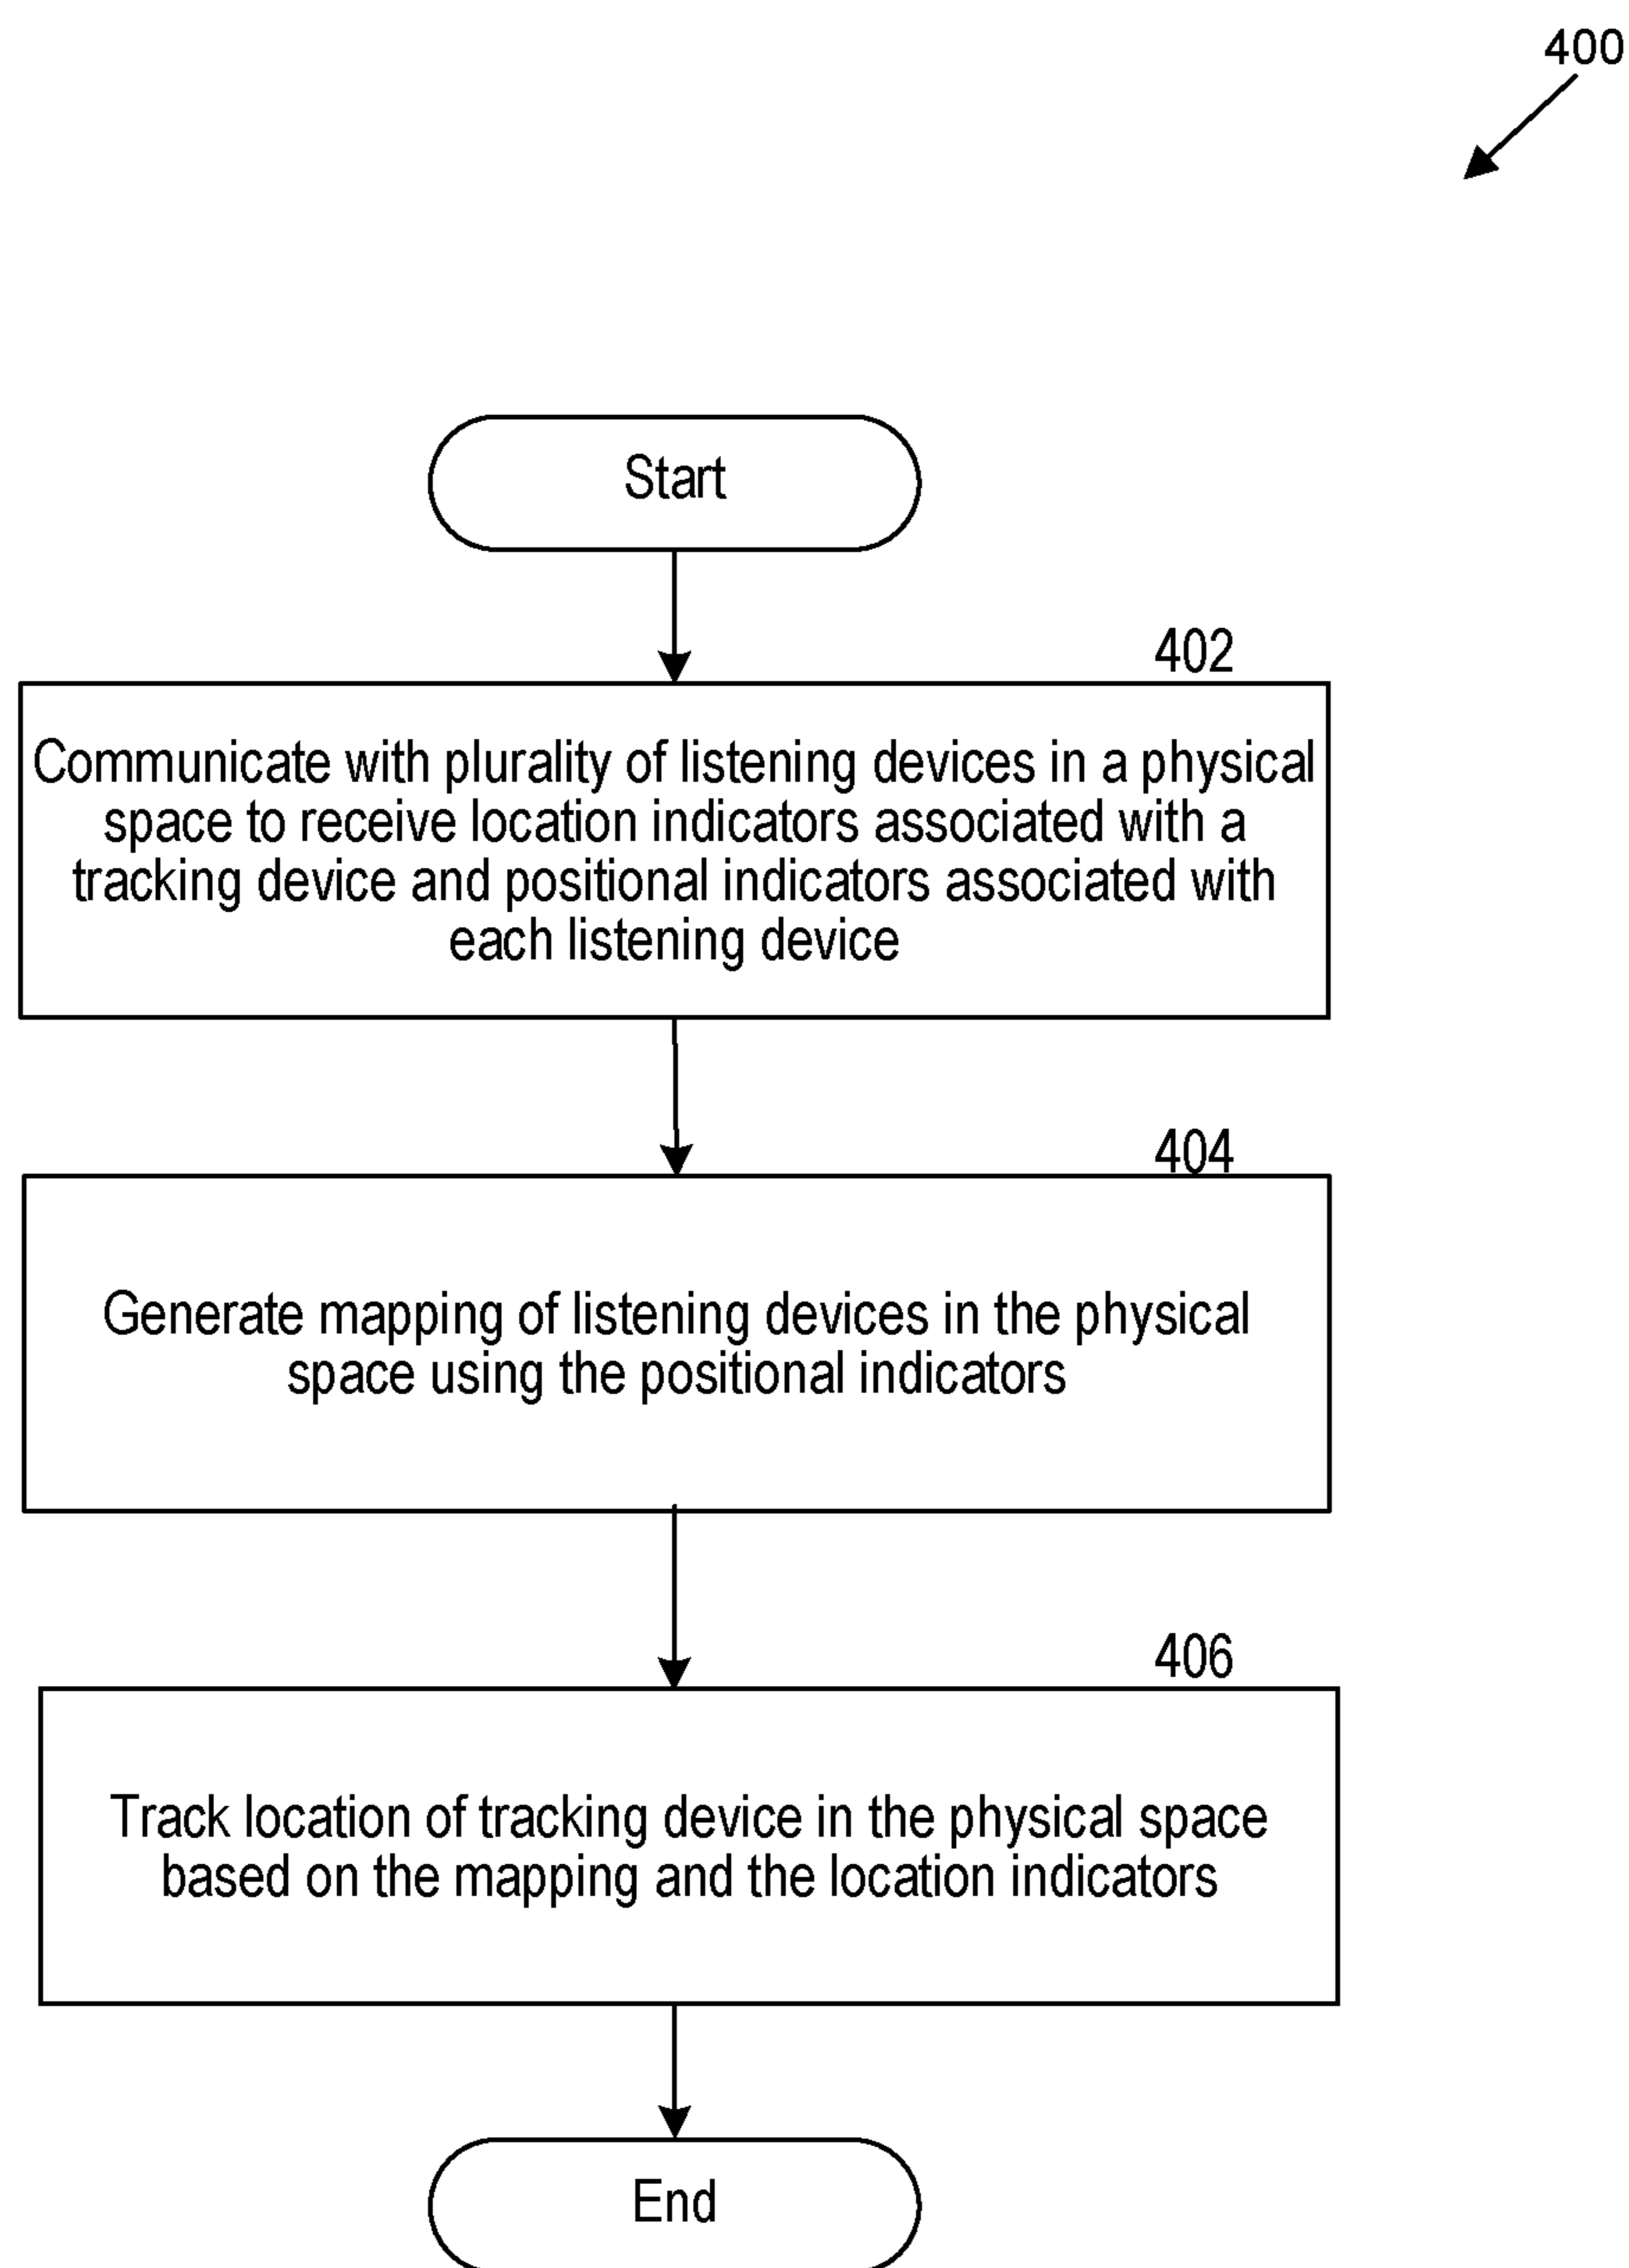 400
Start
402
Communicate with plurality of listening devices in a physical
space to receive location indicators associated with a
tracking device and positional indicators associated with
each listening device
404
Generate mapping of listening devices in the physical
space using the positional indicators
406
Track location of tracking device in the physical space
based on the mapping and the location indicators
End